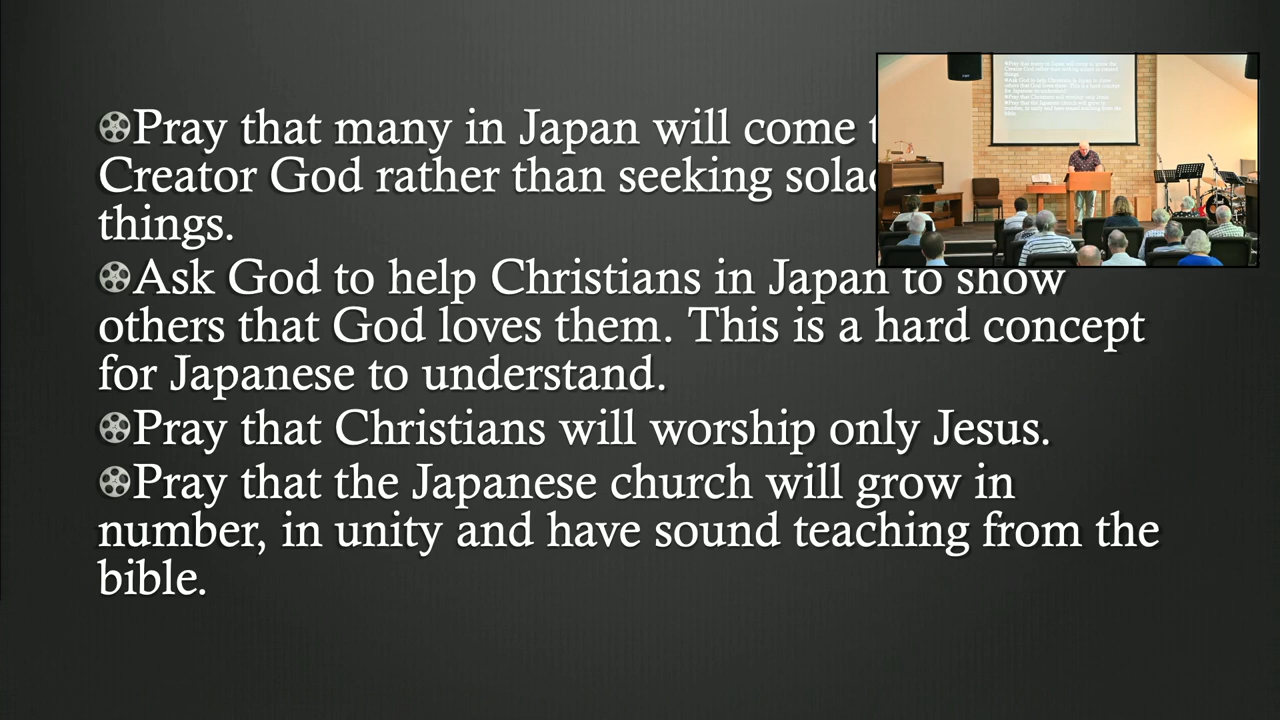 Pray that many in Japan will come
Creator God rather than seeking
things.
Ask God to help Christians in Japan to show
others that God loves them. This is a hard concept
for Japanese to understand.
Pray that Christians will worship only Jesus.
Pray that the Japanese church will grow in
number, in unity and have sound teaching from the
bible.